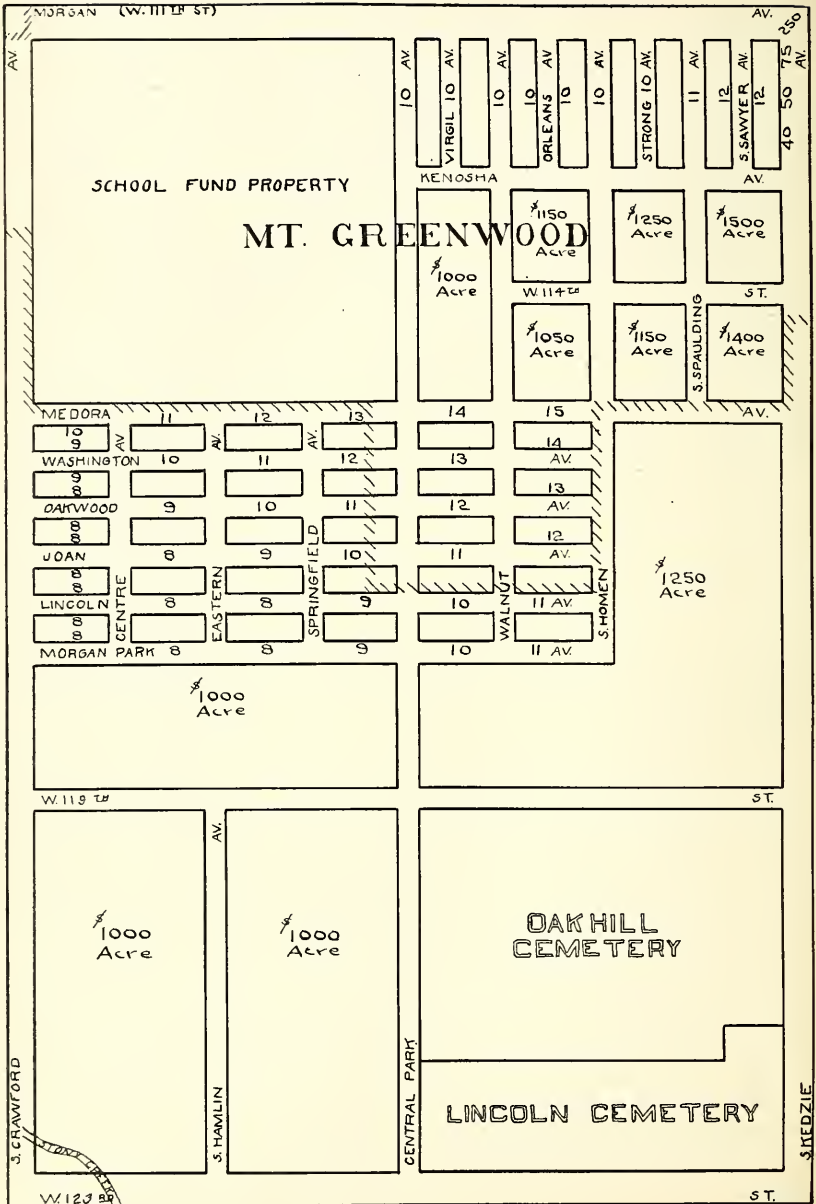 MORGAN (W. 111TH ST) AV.
250
AV. 10 AV. VIRGIL 10 AV. 10 AV. 10 ORLEANS AV. 10 10 AV. STRONG 10 AV. 11 AV. 12 S. SAWYER AV. 12 40 50 75 AV.
SCHOOL FUND PROPERTY
KENOSHA AV.
MT. GREENWOOD
$1150 Acre
$1250 Acre
$1500 Acre
$1000 Acre
W. 114TH ST.
$1050 Acre
$1150 Acre
S. SPAULDING
$1400 Acre
MEDORA 11 12 13 14 15 AV.
10 14
9 AV. AV. AV.
WASHINGTON 10 11 12 13 AV.
9 13
8
OAKWOOD 9 10 11 12 AV.
8 12
8
JOAN 8 9 10 11 AV.
8
8
LINCOLN 8 8 9 10 11 AV.
8
8
MORGAN PARK 8 8 9 10 11 AV.
CENTRE
EASTERN
SPRINGFIELD
WALNUT
S. HOMEN
$1250 Acre
$1000 Acre
W. 119TH ST.
AV.
$1000 Acre
$1000 Acre
OAK HILL
CEMETERY
LINCOLN CEMETERY
S. CRAWFORD
S. HAMLIN
CENTRAL PARK
S. KEDZIE
STONY CREEK
W. 123RD ST.